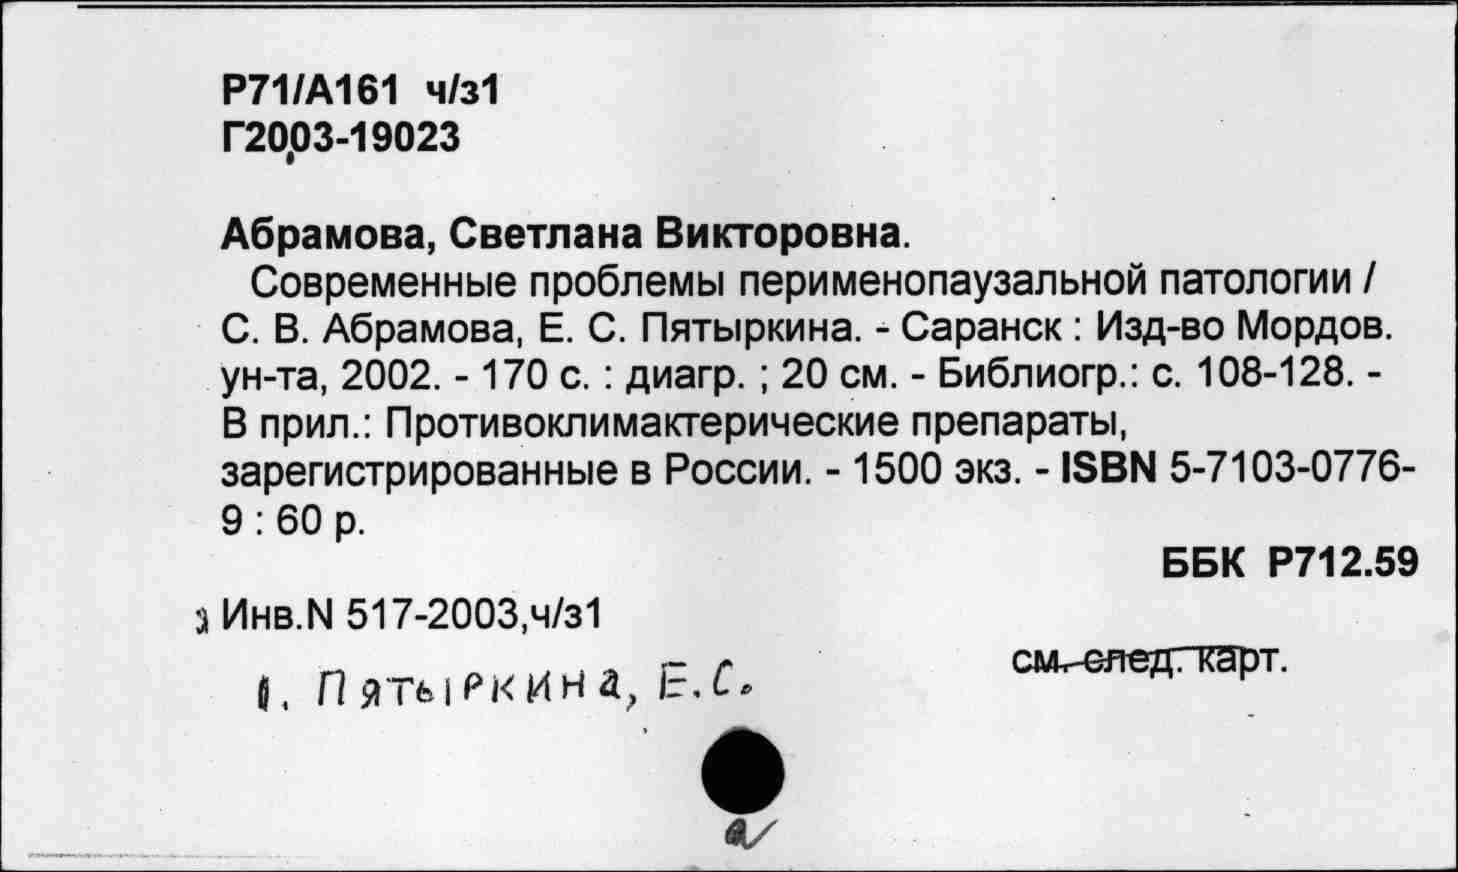 Р71/А161 ч/з1
Г2003-19023
Абрамова, Светлана Викторовна.
Современные проблемы перименопаузальной патологии /
С. В. Абрамова, Е. С. Пятыркина. - Саранск : Изд-во Мордов.
ун-та, 2002. - 170 с. : диагр. ; 20 см. - Библиогр.: с. 108-128. -
В прил.: Противоклимактерические препараты,
зарегистрированные в России. - 1500 экз. - ISBN 5-7103-0776-
9 : 60 р.
ББК Р712.59
Инв.N 517-2003,ч/з1
см. след. карт.
1. Пятыркина, Е.С.